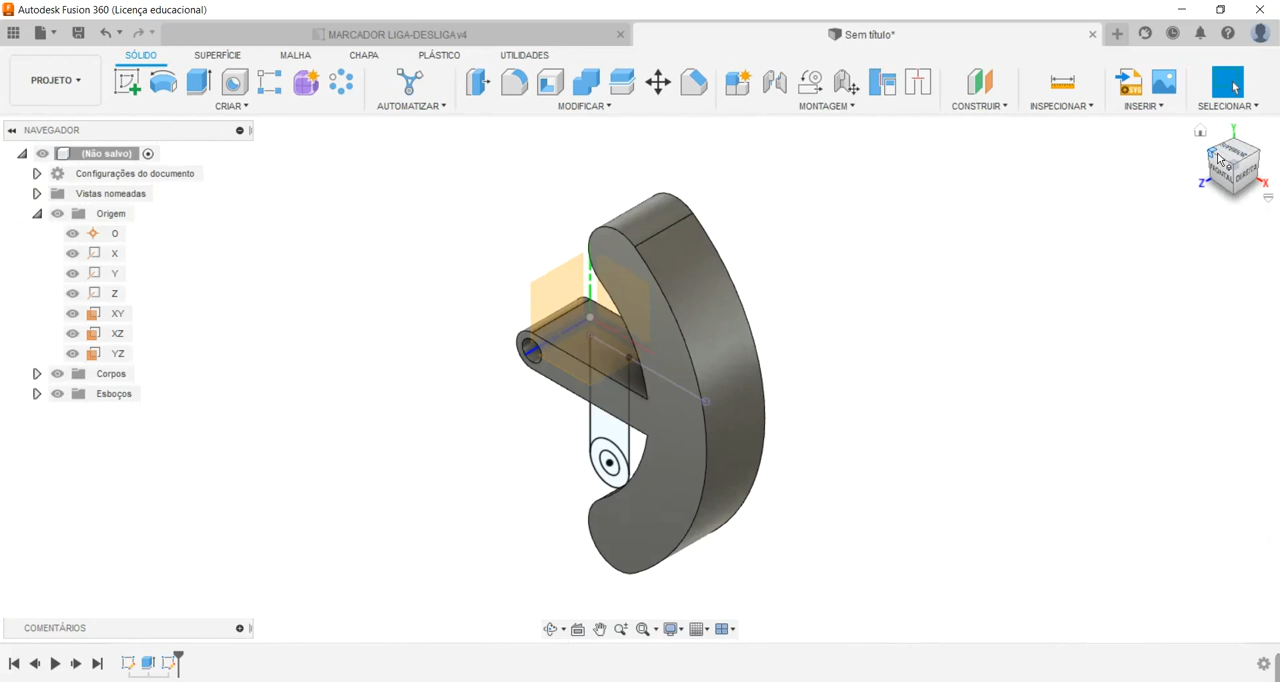 Autodesk Fusion 360 (Licença educacional)
MARCADOR LIGA-DESLIGA v4
Sem título*
SÓLIDO SUPERFÍCIE MALHA CHAPA PLÁSTICO UTILIDADES
PROJETO
CRIAR AUTOMATIZAR MODIFICAR MONTAGEM CONSTRUIR INSPECIONAR INSERIR SELECIONAR
NAVEGADOR
(Não salvo)
Configurações do documento
Vistas nomeadas
Origem
O
X
Y
Z
XY
XZ
YZ
Corpos
Esboços
Y
FRONTAL DIREITA
Z X
COMENTÁRIOS